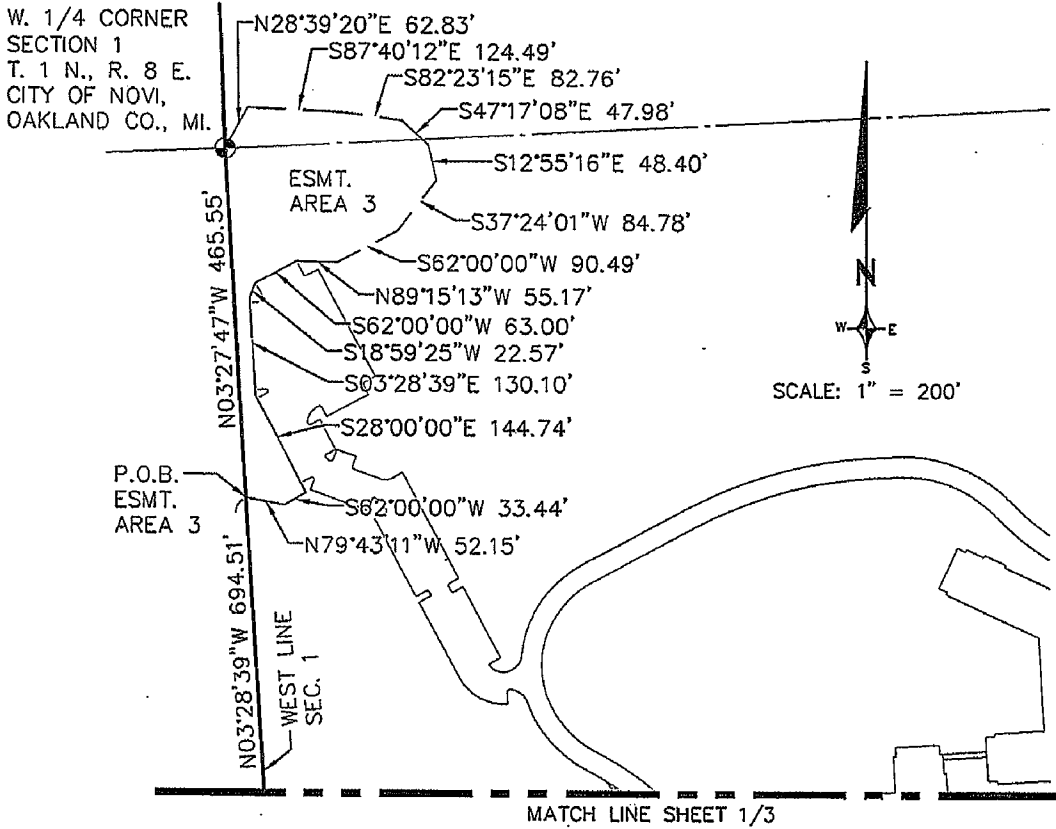 W. 1/4 CORNER
SECTION 1
T. 1 N., R. 8 E.
CITY OF NOVI,
OAKLAND CO., MI.
N28°39'20"E 62.83'
S87°40'12"E 124.49'
S82°23'15"E 82.76'
S47°17'08"E 47.98'
S12°55'16"E 48.40'
ESMT.
AREA 3
S37°24'01"W 84.78'
S62°00'00"W 90.49'
N89°15'13"W 55.17'
S62°00'00"W 63.00'
S18°59'25"W 22.57'
S03°28'39"E 130.10'
S28°00'00"E 144.74'
S62°00'00"W 33.44'
N79°43'11"W 52.15'
N03°27'47"W 465.55'
P.O.B.
ESMT.
AREA 3
N03°28'39"W 694.51'
WEST LINE
SEC. 1
N
W E
S
SCALE: 1" = 200'
MATCH LINE SHEET 1/3